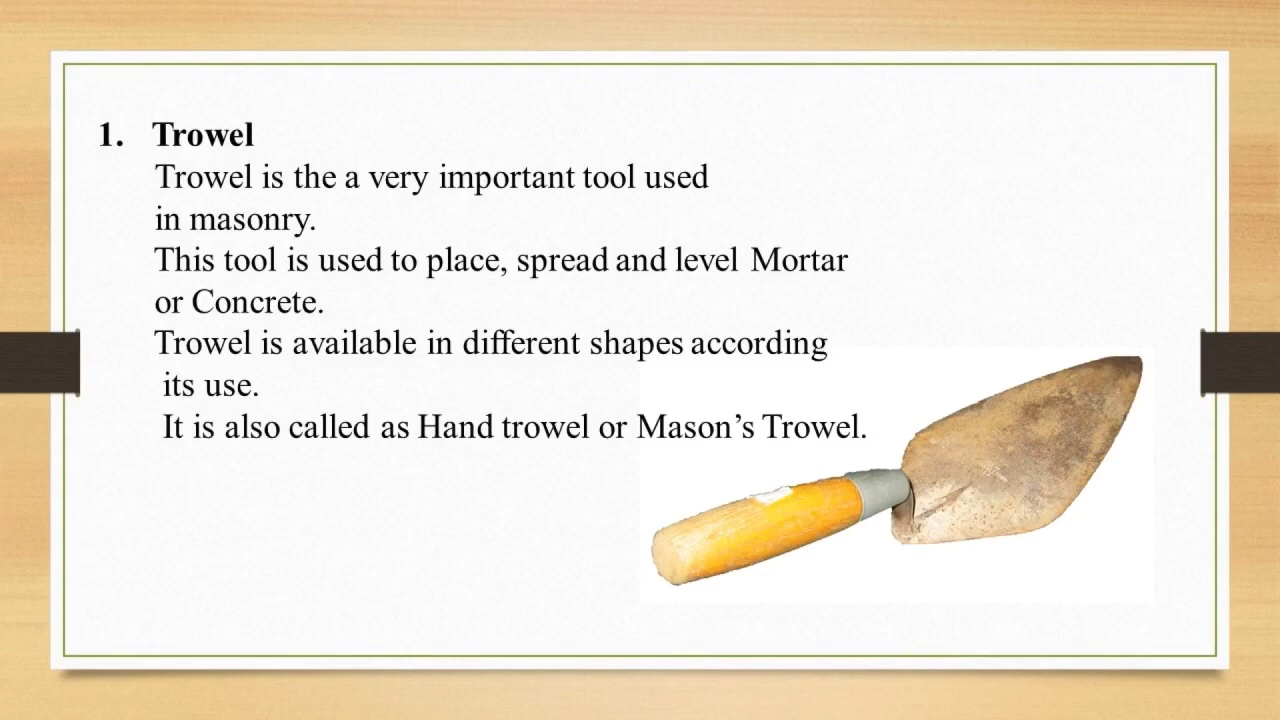 1. Trowel
Trowel is the a very important tool used
in masonry.
This tool is used to place, spread and level Mortar
or Concrete.
Trowel is available in different shapes according
its use.
It is also called as Hand trowel or Mason’s Trowel.